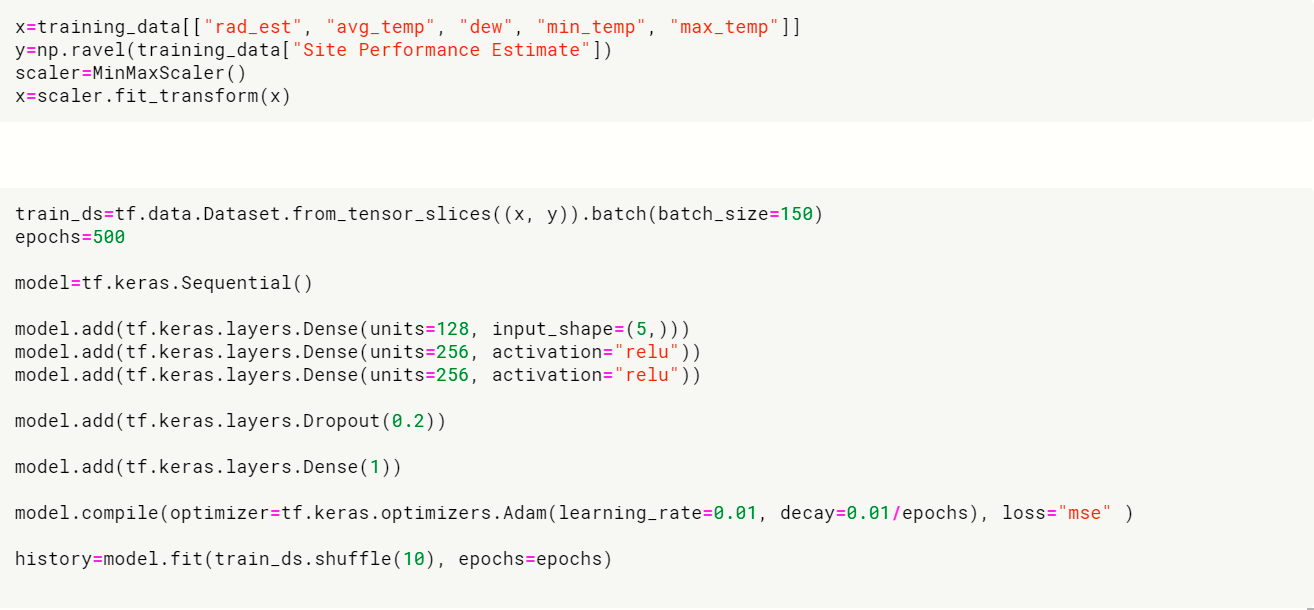 x=training_data[["rad_est", "avg_temp", "dew", "min_temp", "max_temp"]]
y=np.ravel(training_data["Site Performance Estimate"])
scaler=MinMaxScaler()
x=scaler.fit_transform(x)
train_ds=tf.data.Dataset.from_tensor_slices((x, y)).batch(batch_size=150)
epochs=500
model=tf.keras.Sequential()
model.add(tf.keras.layers.Dense(units=128, input_shape=(5,)))
model.add(tf.keras.layers.Dense(units=256, activation="relu"))
model.add(tf.keras.layers.Dense(units=256, activation="relu"))
model.add(tf.keras.layers.Dropout(0.2))
model.add(tf.keras.layers.Dense(1))
model.compile(optimizer=tf.keras.optimizers.Adam(learning_rate=0.01, decay=0.01/epochs), loss="mse" )
history=model.fit(train_ds.shuffle(10), epochs=epochs)